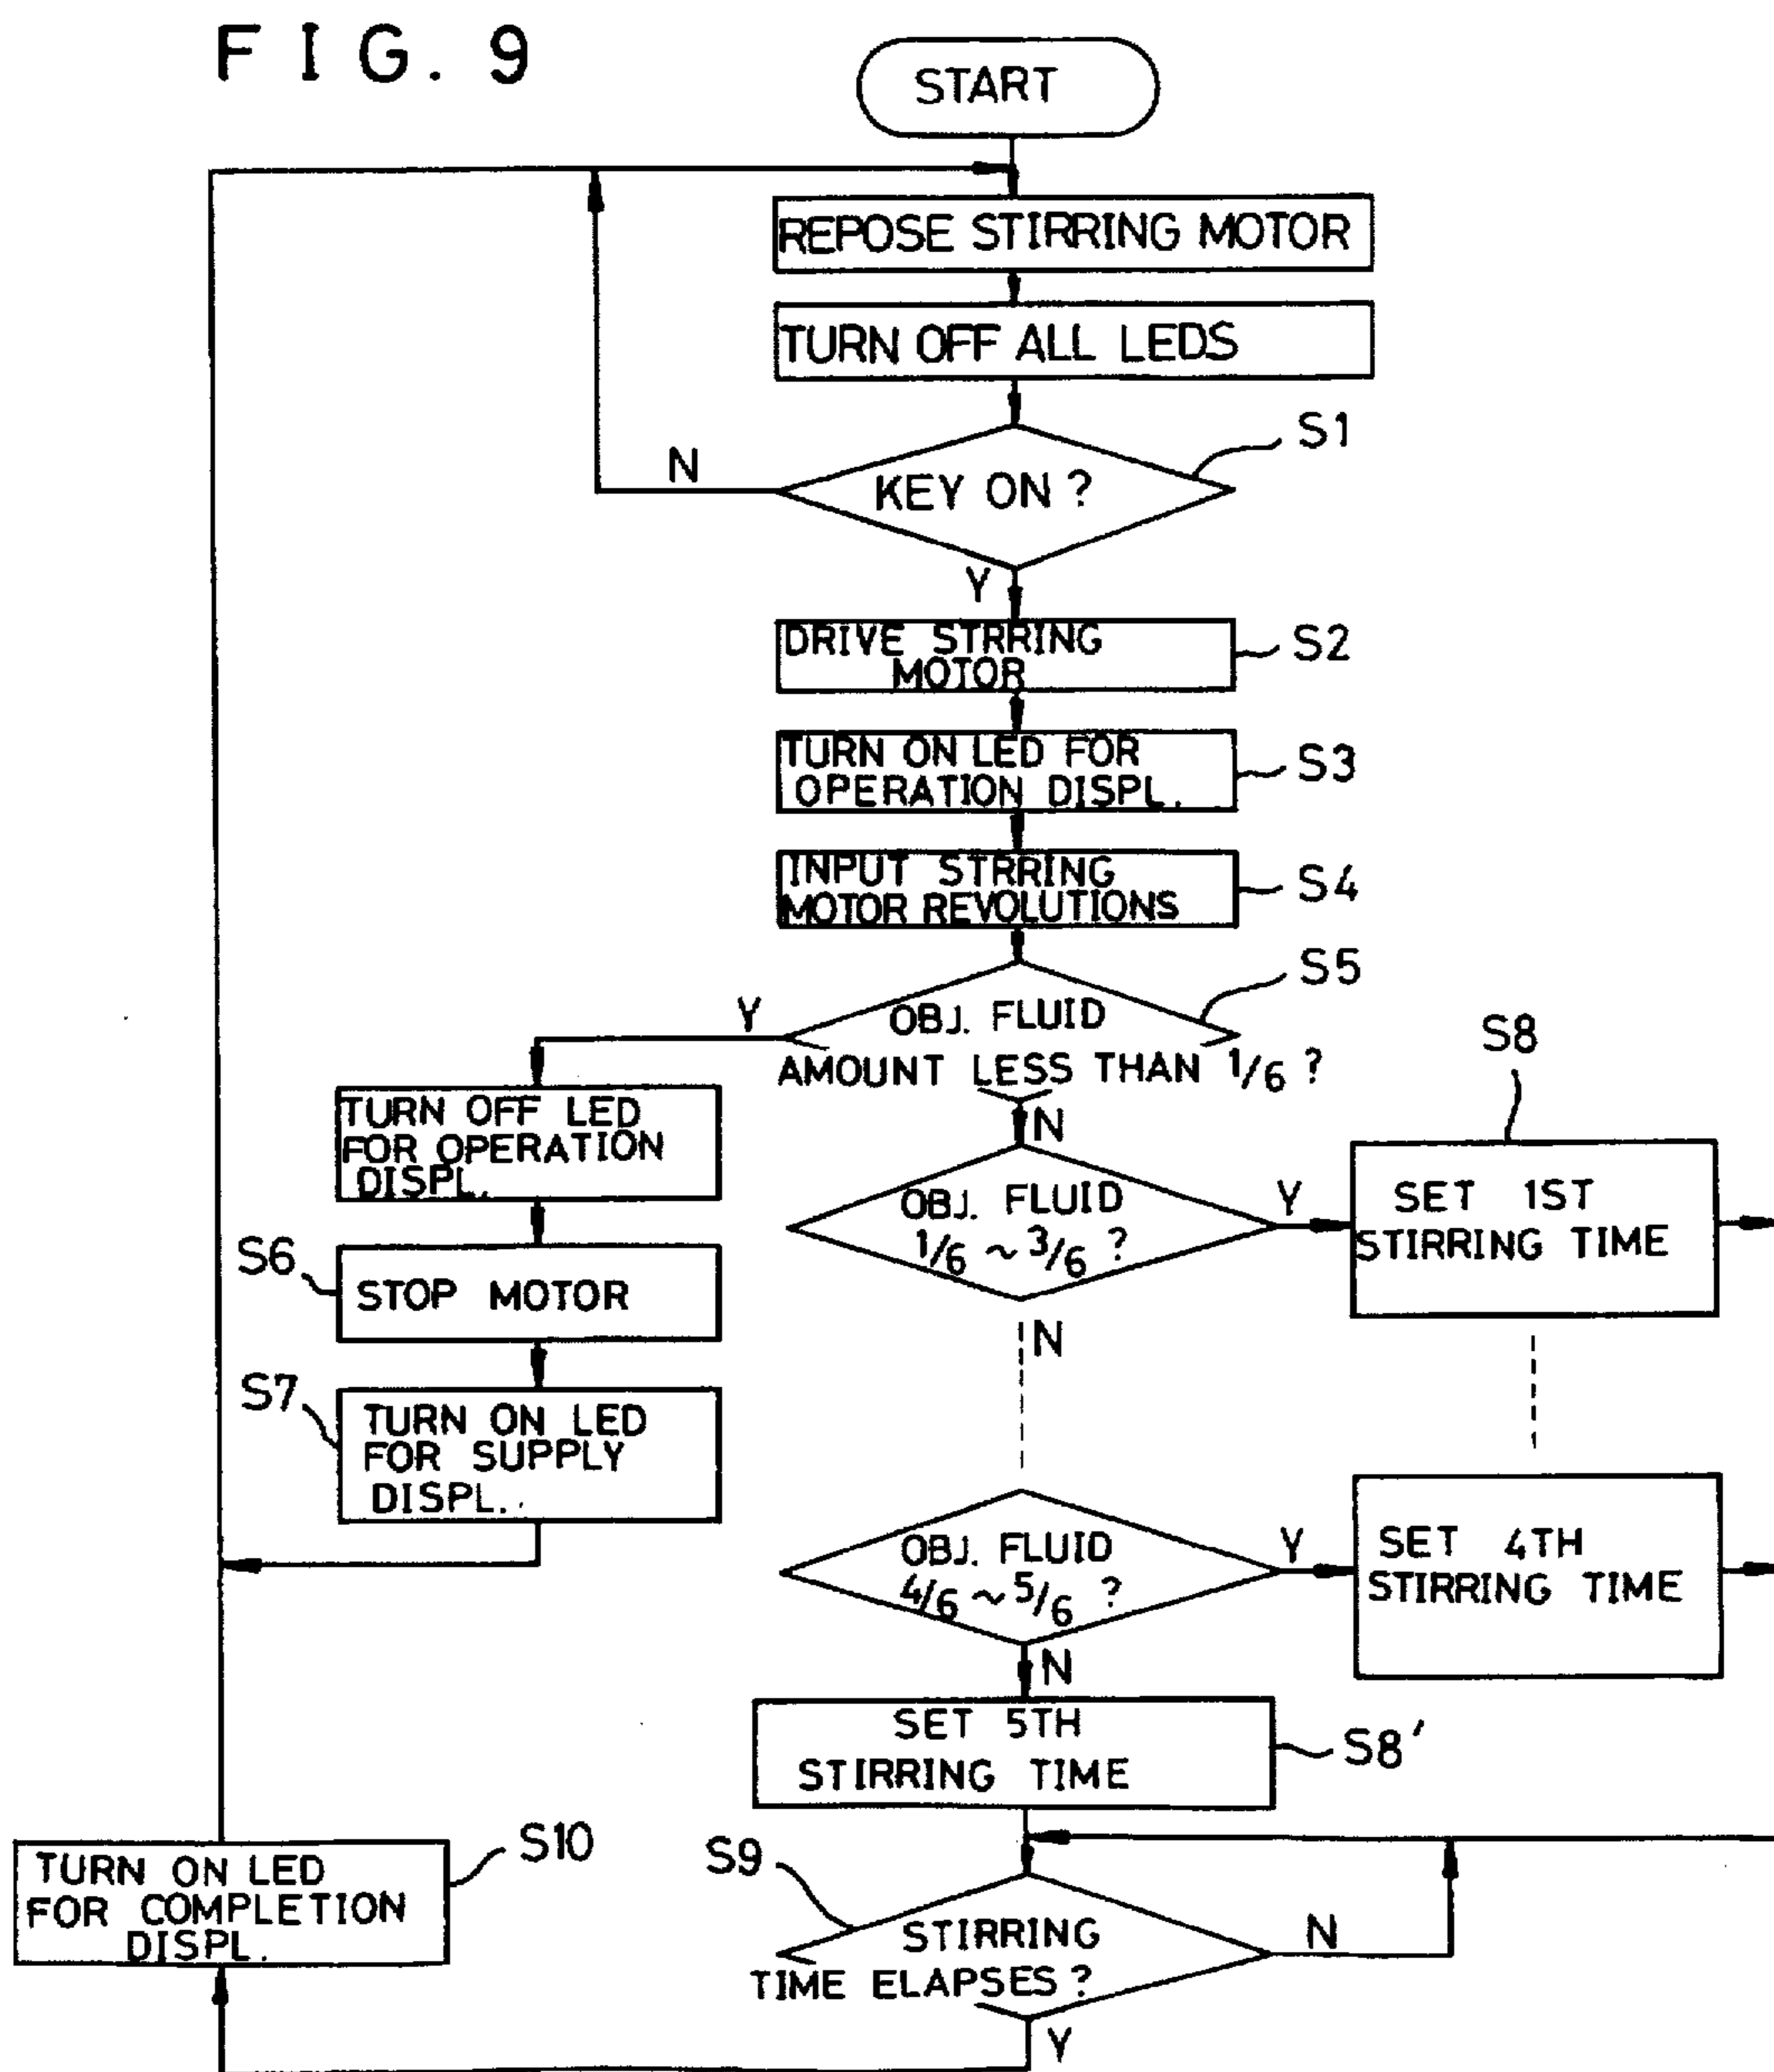 FIG. 9
START
REPOSE STIRRING MOTOR
TURN OFF ALL LEDS
S1
N
KEY ON ?
Y
DRIVE STRRING
MOTOR
S2
TURN ON LED FOR
OPERATION DISPL.
S3
INPUT STRRING
MOTOR REVOLUTIONS
S4
S5
Y
OBJ. FLUID
AMOUNT LESS THAN 1/6 ?
N
TURN OFF LED
FOR OPERATION
DISPL.
S8
OBJ. FLUID
1/6 ~ 3/6 ?
Y
SET 1ST
STIRRING TIME
S6
STOP MOTOR
N
S7
TURN ON LED
FOR SUPPLY
DISPL.
OBJ. FLUID
4/6 ~ 5/6 ?
Y
SET 4TH
STIRRING TIME
N
SET 5TH
STIRRING TIME
S8'
S10
TURN ON LED
FOR COMPLETION
DISPL.
S9
STIRRING
TIME ELAPSES ?
N
Y